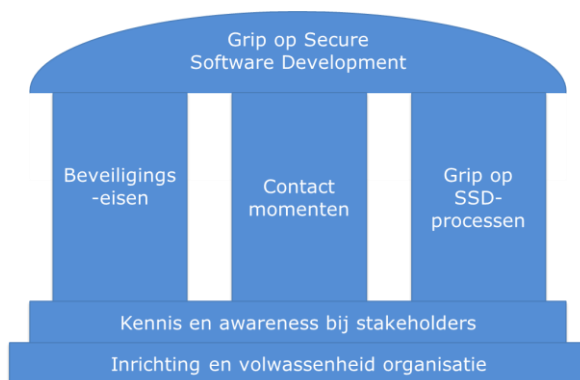 Grip op Secure
Software Development
Beveiligings
-eisen
Contact
momenten
Grip op
SSD-
processen
Kennis en awareness bij stakeholders
Inrichting en volwassenheid organisatie